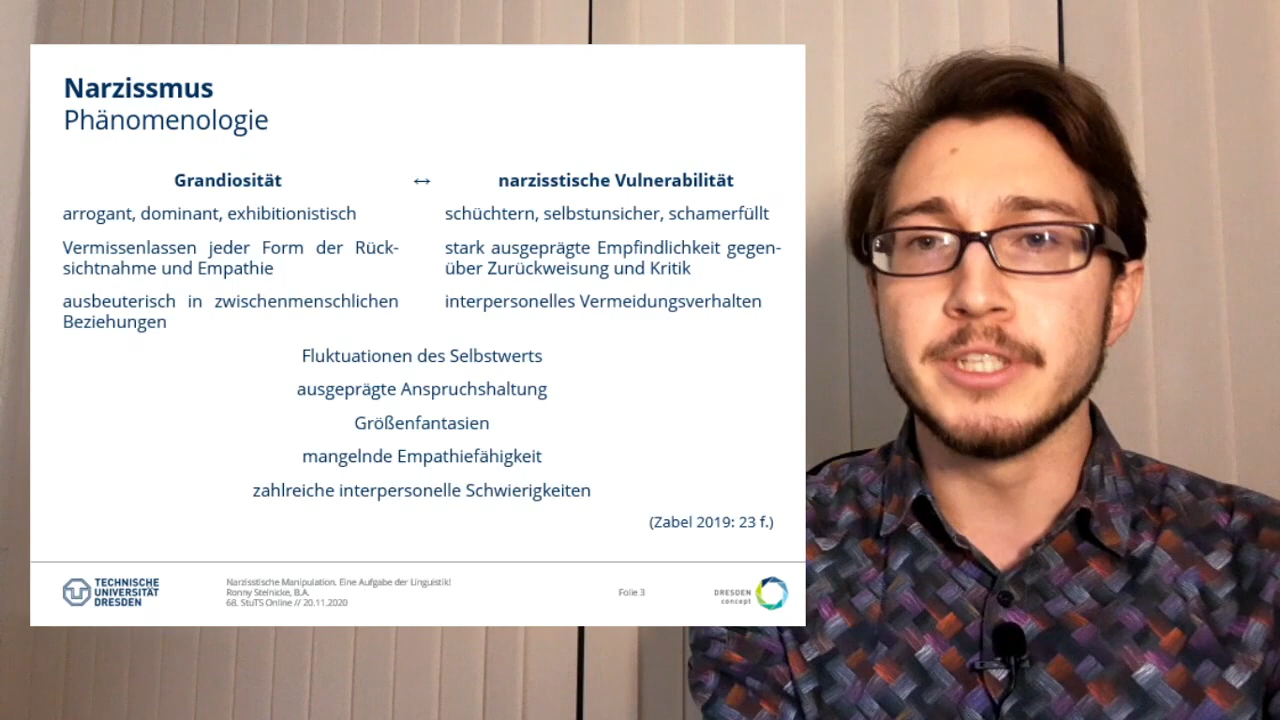 Narzissmus
Phänomenologie
Grandiosität ↔ narzisstische Vulnerabilität
arrogant, dominant, exhibitionistisch
Vermissenlassen jeder Form der Rück-
sichtnahme und Empathie
ausbeuterisch in zwischenmenschlichen
Beziehungen
schüchtern, selbstunsicher, schamerfüllt
stark ausgeprägte Empfindlichkeit gegen-
über Zurückweisung und Kritik
interpersonelles Vermeidungsverhalten
Fluktuationen des Selbstwerts
ausgeprägte Anspruchshaltung
Größenfantasien
mangelnde Empathiefähigkeit
zahlreiche interpersonelle Schwierigkeiten
(Zabel 2019: 23 f.)
TECHNISCHE
UNIVERSITÄT
DRESDEN
Narzisstische Manipulation. Eine Aufgabe der Linguistik!
Ronny Steinicke, B.A.
68. StuTS Online // 20.11.2020
Folie 3
DRESDEN
concept